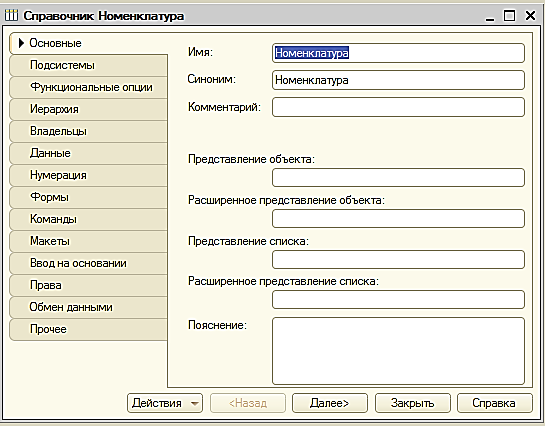 Справочник Номенклатура
Основные
Подсистемы
Функциональные опции
Иерархия
Владельцы
Данные
Нумерация
Формы
Команды
Макеты
Ввод на основании
Права
Обмен данными
Прочее
Имя: Номенклатура
Синоним: Номенклатура
Комментарий:
Представление объекта:
Расширенное представление объекта:
Представление списка:
Расширенное представление списка:
Пояснение:
Действия <Назад Далее> Закрыть Справка